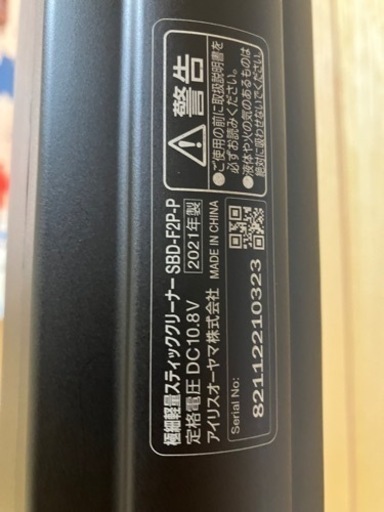 極細軽量スティッククリーナー SBD-F2P-P
定格電圧 DC10.8V 2021年製
アイリスオーヤマ株式会社 MADE IN CHINA
Serial No:
821122210323
警告
●ご使用の前に取扱説明書を
必ずお読みください。
●液体や火の気のあるものは
絶対に吸わせないでください。